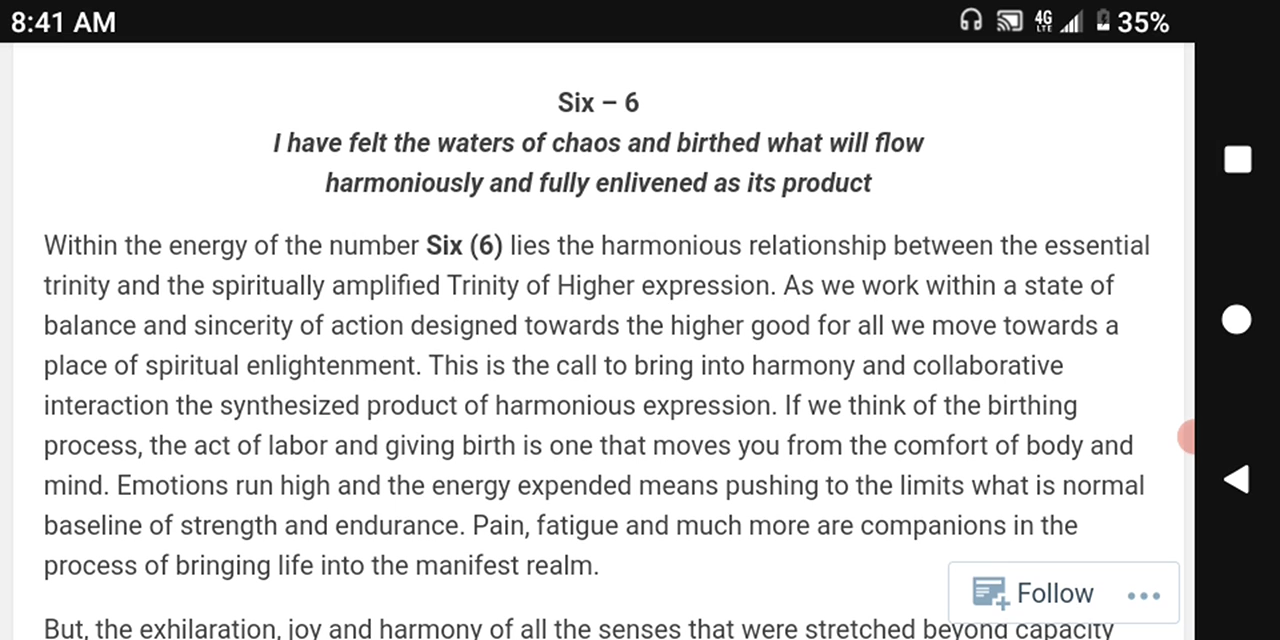 8:41 AM
4G
LTE
35%
Six – 6
I have felt the waters of chaos and birthed what will flow
harmoniously and fully enlivened as its product
Within the energy of the number Six (6) lies the harmonious relationship between the essential
trinity and the spiritually amplified Trinity of Higher expression. As we work within a state of
balance and sincerity of action designed towards the higher good for all we move towards a
place of spiritual enlightenment. This is the call to bring into harmony and collaborative
interaction the synthesized product of harmonious expression. If we think of the birthing
process, the act of labor and giving birth is one that moves you from the comfort of body and
mind. Emotions run high and the energy expended means pushing to the limits what is normal
baseline of strength and endurance. Pain, fatigue and much more are companions in the
process of bringing life into the manifest realm.
Follow
But, the exhilaration, joy and harmony of all the senses that were stretched beyond capacity